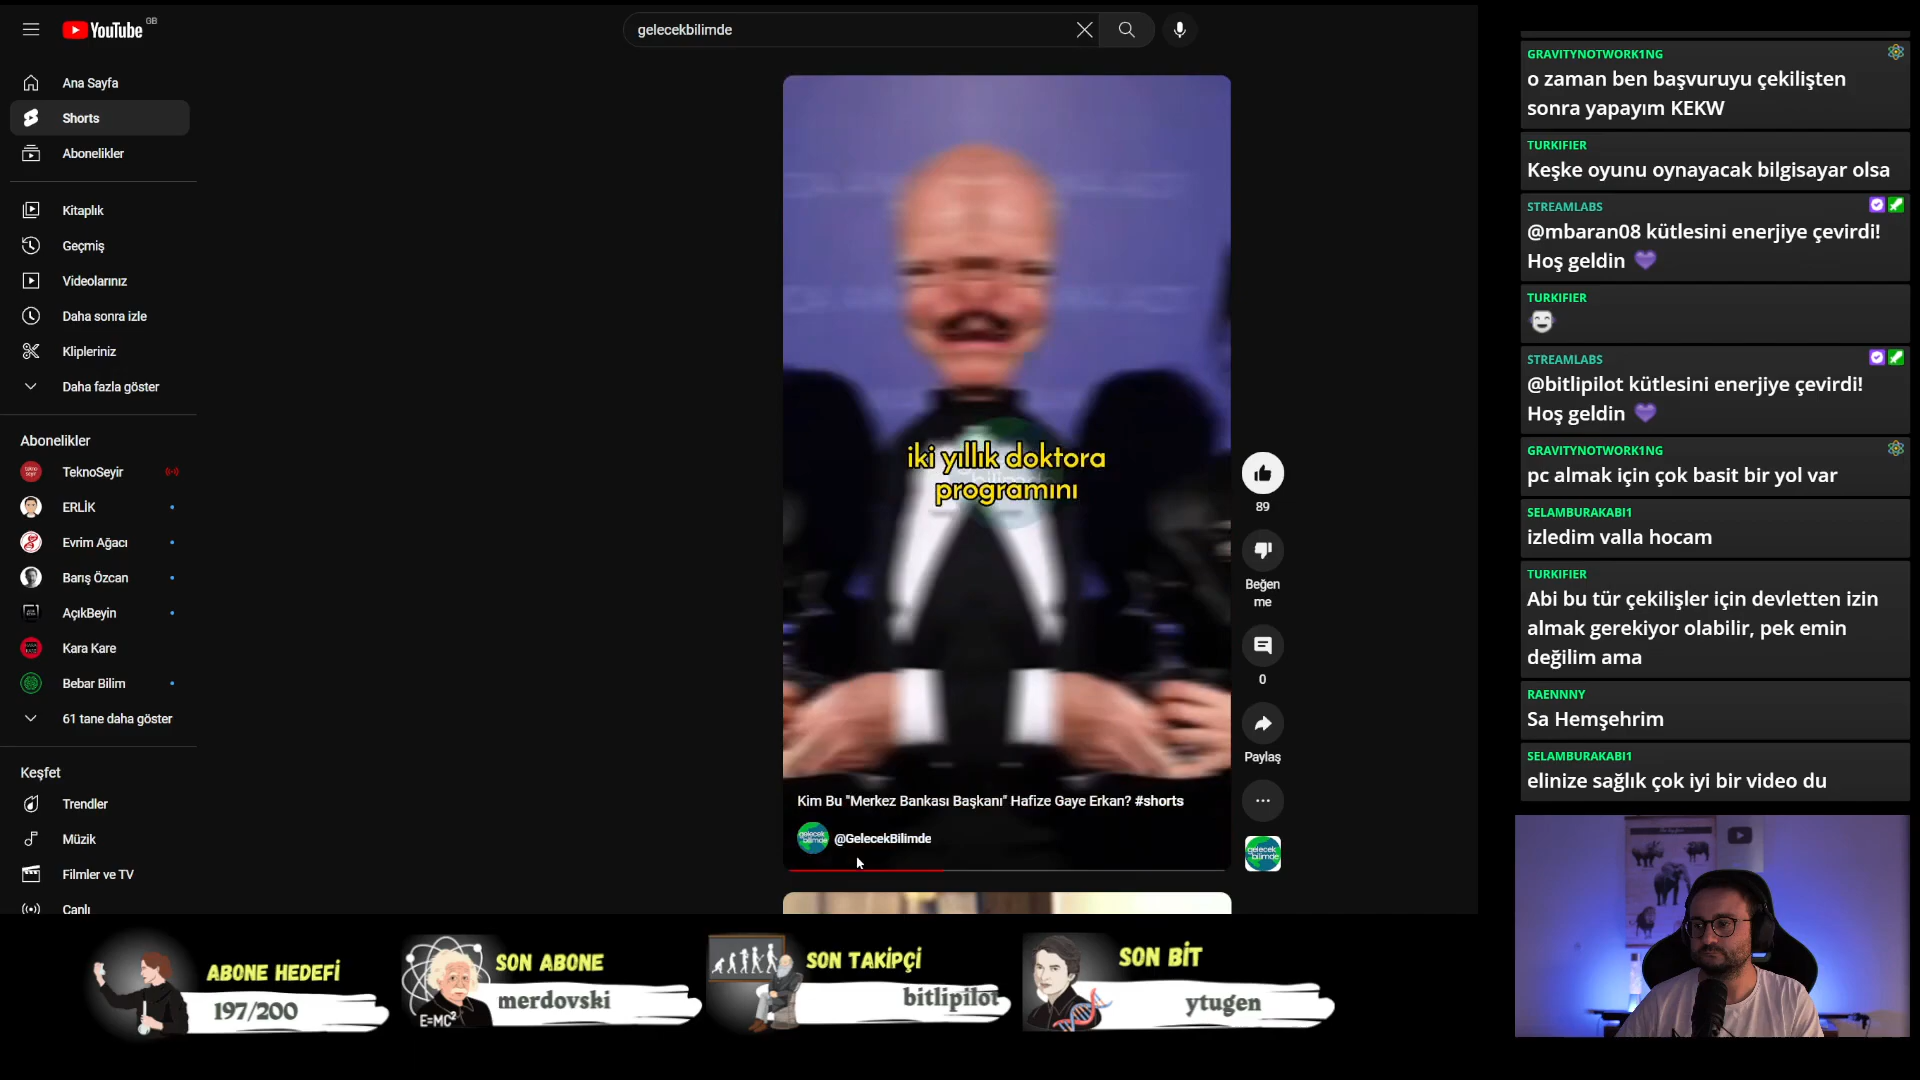 YouTube GB
gelecekbilimde
Ana Sayfa
Shorts
Abonelikler
Kitaplık
Geçmiş
Videolarınız
Daha sonra izle
Klipleriniz
Daha fazla göster
Abonelikler
TeknoSeyir
ERLİK
Evrim Ağacı
Barış Özcan
AçıkBeyin
Kara Kare
Bebar Bilim
61 tane daha göster
Keşfet
Trendler
Müzik
Filmler ve TV
Canlı
iki yıllık doktora
programını
Kim Bu "Merkez Bankası Başkanı" Hafize Gaye Erkan? #shorts
gelecek
bilimde
@GelecekBilimde
89
Beğen
me
0
Paylaş
gelecek
bilimde
GRAVITYNOTWORK1NG
o zaman ben başvuruyu çekilişten
sonra yapayım KEKW
TURKIFIER
Keşke oyunu oynayacak bilgisayar olsa
STREAMLABS
@mbaran08 kütlesini enerjiye çevirdi!
Hoş geldin 💜
TURKIFIER
STREAMLABS
@bitlipilot kütlesini enerjiye çevirdi!
Hoş geldin 💜
GRAVITYNOTWORK1NG
pc almak için çok basit bir yol var
SELAMBURAKABI1
izledim valla hocam
TURKIFIER
Abi bu tür çekilişler için devletten izin
almak gerekiyor olabilir, pek emin
değilim ama
RAENNNY
Sa Hemşehrim
SELAMBURAKABI1
elinize sağlık çok iyi bir video du
ABONE HEDEFİ
197/200
SON ABONE
merdovski
E=MC²
SON TAKİPÇİ
bitlipilot
SON BİT
ytugen